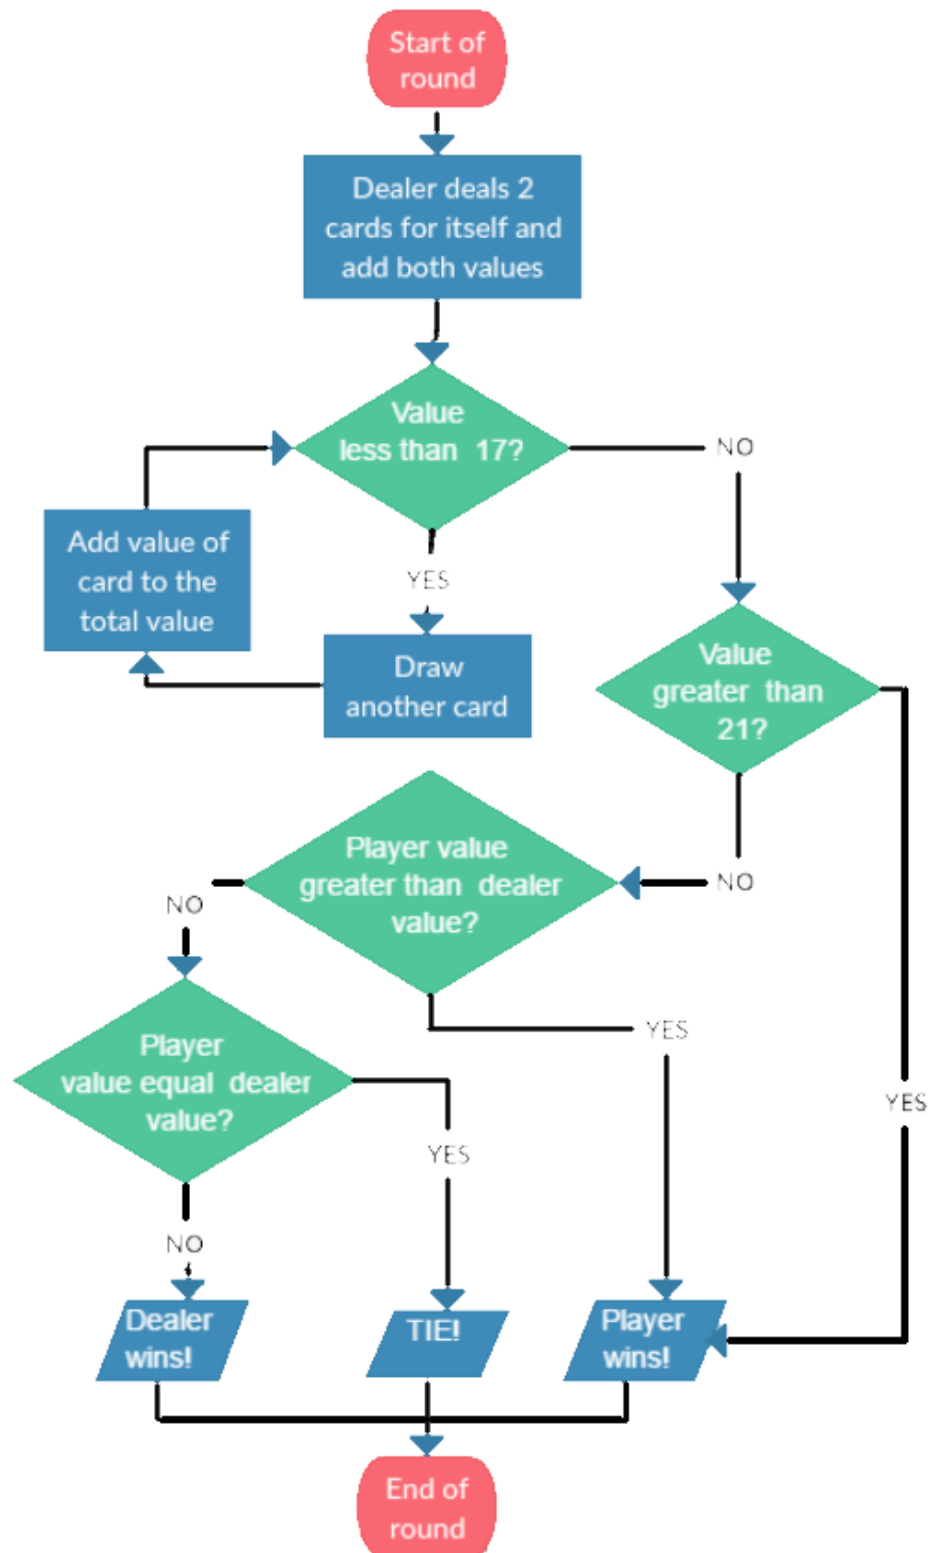 Start of
round
Dealer deals 2
cards for itself and
add both values
Value
less than 17?
NO
YES
Add value of
card to the
total value
Draw
another card
Value
greater than
21?
NO
YES
Player value
greater than dealer
value?
NO
YES
Player
value equal dealer
value?
YES
NO
Dealer
wins!
TIE!
Player
wins!
End of
round